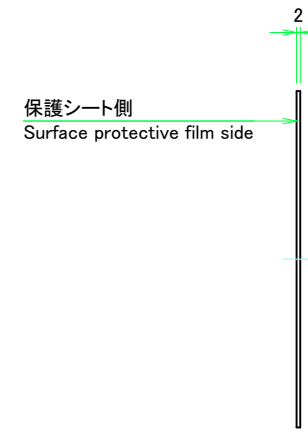 2
保護シート側
Surface protective film side